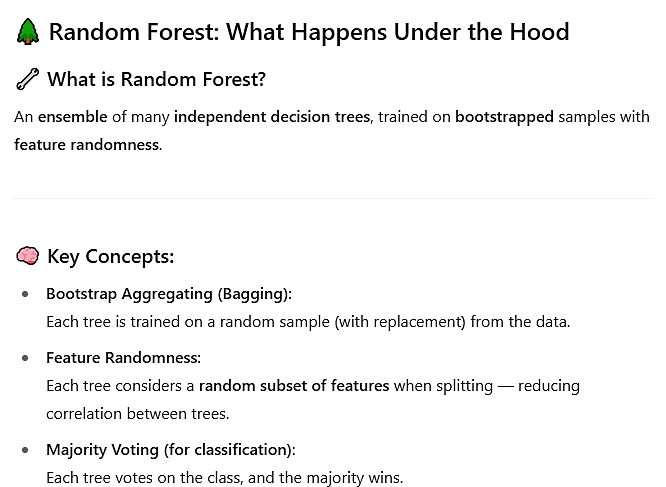 Random Forest: What Happens Under the Hood
What is Random Forest?
An ensemble of many independent decision trees, trained on bootstrapped samples with
feature randomness.
Key Concepts:
Bootstrap Aggregating (Bagging):
Each tree is trained on a random sample (with replacement) from the data.
Feature Randomness:
Each tree considers a random subset of features when splitting — reducing
correlation between trees.
Majority Voting (for classification):
Each tree votes on the class, and the majority wins.